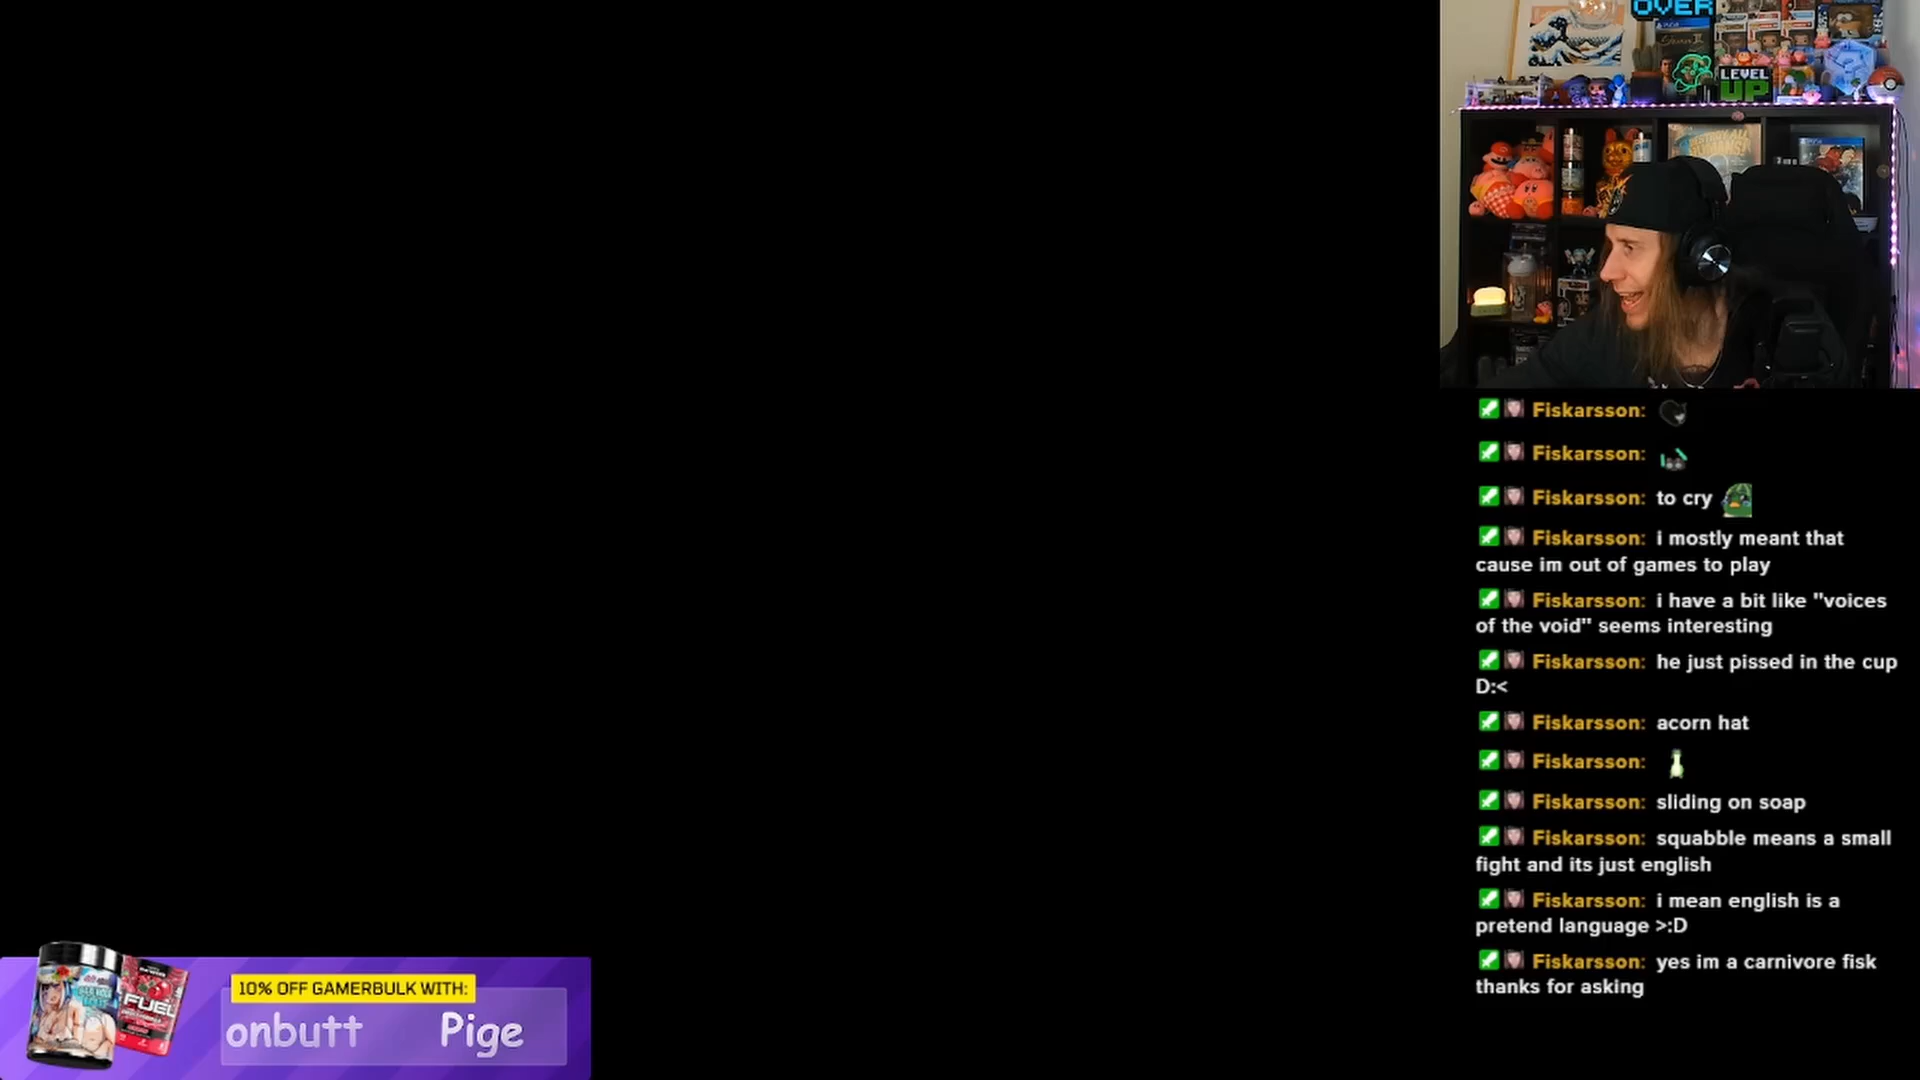 OVER
LEVEL
UP
Fiskarsson:
Fiskarsson:
Fiskarsson: to cry
Fiskarsson: i mostly meant that
cause im out of games to play
Fiskarsson: i have a bit like "voices
of the void" seems interesting
Fiskarsson: he just pissed in the cup
D:<
Fiskarsson: acorn hat
Fiskarsson:
Fiskarsson: sliding on soap
Fiskarsson: squabble means a small
fight and its just english
Fiskarsson: i mean english is a
pretend language >:D
Fiskarsson: yes im a carnivore fisk
thanks for asking
FUEL
10% OFF GAMERBULK WITH:
onbutt Pige